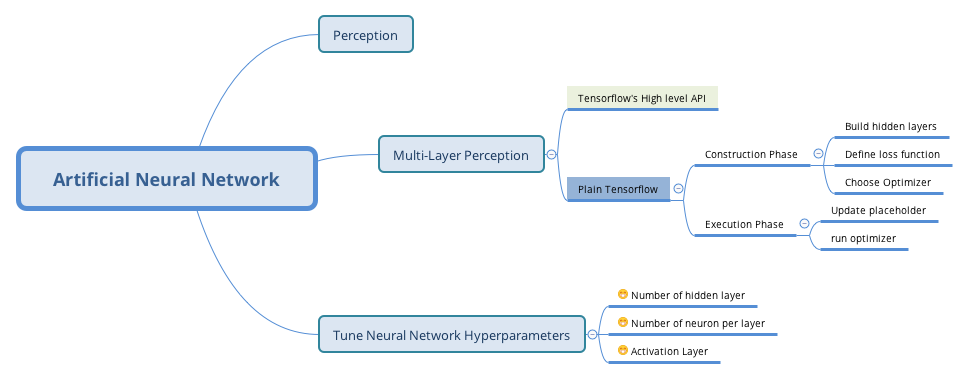 Artificial Neural Network
Perception
Multi-Layer Perception
Tensorflow's High level API
Plain Tensorflow
Construction Phase
Build hidden layers
Define loss function
Choose Optimizer
Execution Phase
Update placeholder
run optimizer
Tune Neural Network Hyperparameters
Number of hidden layer
Number of neuron per layer
Activation Layer